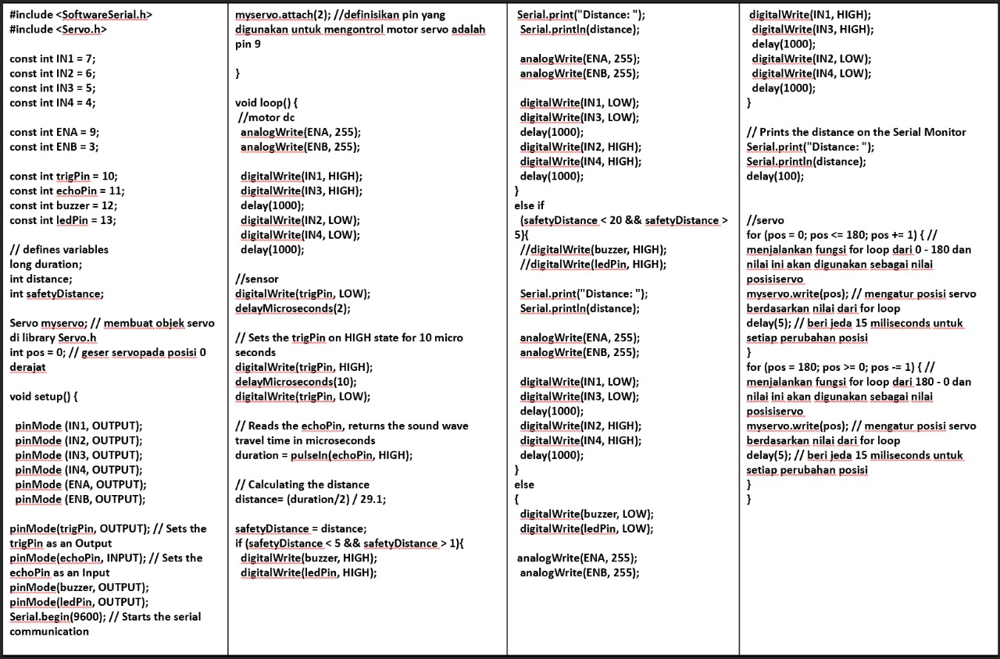 #include <SoftwareSerial.h>
#include <Servo.h>
const int IN1 = 7;
const int IN2 = 6;
const int IN3 = 5;
const int IN4 = 4;
const int ENA = 9;
const int ENB = 3;
const int trigPin = 10;
const int echoPin = 11;
const int buzzer = 12;
const int ledPin = 13;
// defines variables
long duration;
int distance;
int safetyDistance;
Servo myservo; // membuat objek servo
di library Servo.h
int pos = 0; // geser servopada posisi 0
derajat
void setup() {
pinMode (IN1, OUTPUT);
pinMode (IN2, OUTPUT);
pinMode (IN3, OUTPUT);
pinMode (IN4, OUTPUT);
pinMode (ENA, OUTPUT);
pinMode (ENB, OUTPUT);
pinMode(trigPin, OUTPUT); // Sets the
trigPin as an Output
pinMode(echoPin, INPUT); // Sets the
echoPin as an Input
pinMode(buzzer, OUTPUT);
pinMode(ledPin, OUTPUT);
Serial.begin(9600); // Starts the serial
communication
myservo.attach(2); //definisikan pin yang
digunakan untuk mengontrol motor servo adalah
pin 9
}
void loop() {
//motor dc
analogWrite(ENA, 255);
analogWrite(ENB, 255);
digitalWrite(IN1, HIGH);
digitalWrite(IN3, HIGH);
delay(1000);
digitalWrite(IN2, LOW);
digitalWrite(IN4, LOW);
delay(1000);
//sensor
digitalWrite(trigPin, LOW);
delayMicroseconds(2);
// Sets the trigPin on HIGH state for 10 micro
seconds
digitalWrite(trigPin, HIGH);
delayMicroseconds(10);
digitalWrite(trigPin, LOW);
// Reads the echoPin, returns the sound wave
travel time in microseconds
duration = pulseIn(echoPin, HIGH);
// Calculating the distance
distance= (duration/2) / 29.1;
safetyDistance = distance;
if (safetyDistance < 5 && safetyDistance > 1){
digitalWrite(buzzer, HIGH);
digitalWrite(ledPin, HIGH);
Serial.print("Distance: ");
Serial.println(distance);
analogWrite(ENA, 255);
analogWrite(ENB, 255);
digitalWrite(IN1, LOW);
digitalWrite(IN3, LOW);
delay(1000);
digitalWrite(IN2, HIGH);
digitalWrite(IN4, HIGH);
delay(1000);
}
else if
(safetyDistance < 20 && safetyDistance >
5){
//digitalWrite(buzzer, HIGH);
//digitalWrite(ledPin, HIGH);
Serial.print("Distance: ");
Serial.println(distance);
analogWrite(ENA, 255);
analogWrite(ENB, 255);
digitalWrite(IN1, LOW);
digitalWrite(IN3, LOW);
delay(1000);
digitalWrite(IN2, HIGH);
digitalWrite(IN4, HIGH);
delay(1000);
}
else
{
digitalWrite(buzzer, LOW);
digitalWrite(ledPin, LOW);
analogWrite(ENA, 255);
analogWrite(ENB, 255);
digitalWrite(IN1, HIGH);
digitalWrite(IN3, HIGH);
delay(1000);
digitalWrite(IN2, LOW);
digitalWrite(IN4, LOW);
delay(1000);
}
// Prints the distance on the Serial Monitor
Serial.print("Distance: ");
Serial.println(distance);
delay(100);
//servo
for (pos = 0; pos <= 180; pos += 1) { //
menjalankan fungsi for loop dari 0 - 180 dan
nilai ini akan digunakan sebagai nilai
posisiservo
myservo.write(pos); // mengatur posisi servo
berdasarkan nilai dari for loop
delay(5); // beri jeda 15 miliseconds untuk
setiap perubahan posisi
}
for (pos = 180; pos >= 0; pos -= 1) { //
menjalankan fungsi for loop dari 180 - 0 dan
nilai ini akan digunakan sebagai nilai
posisiservo
myservo.write(pos); // mengatur posisi servo
berdasarkan nilai dari for loop
delay(5); // beri jeda 15 miliseconds untuk
setiap perubahan posisi
}
}